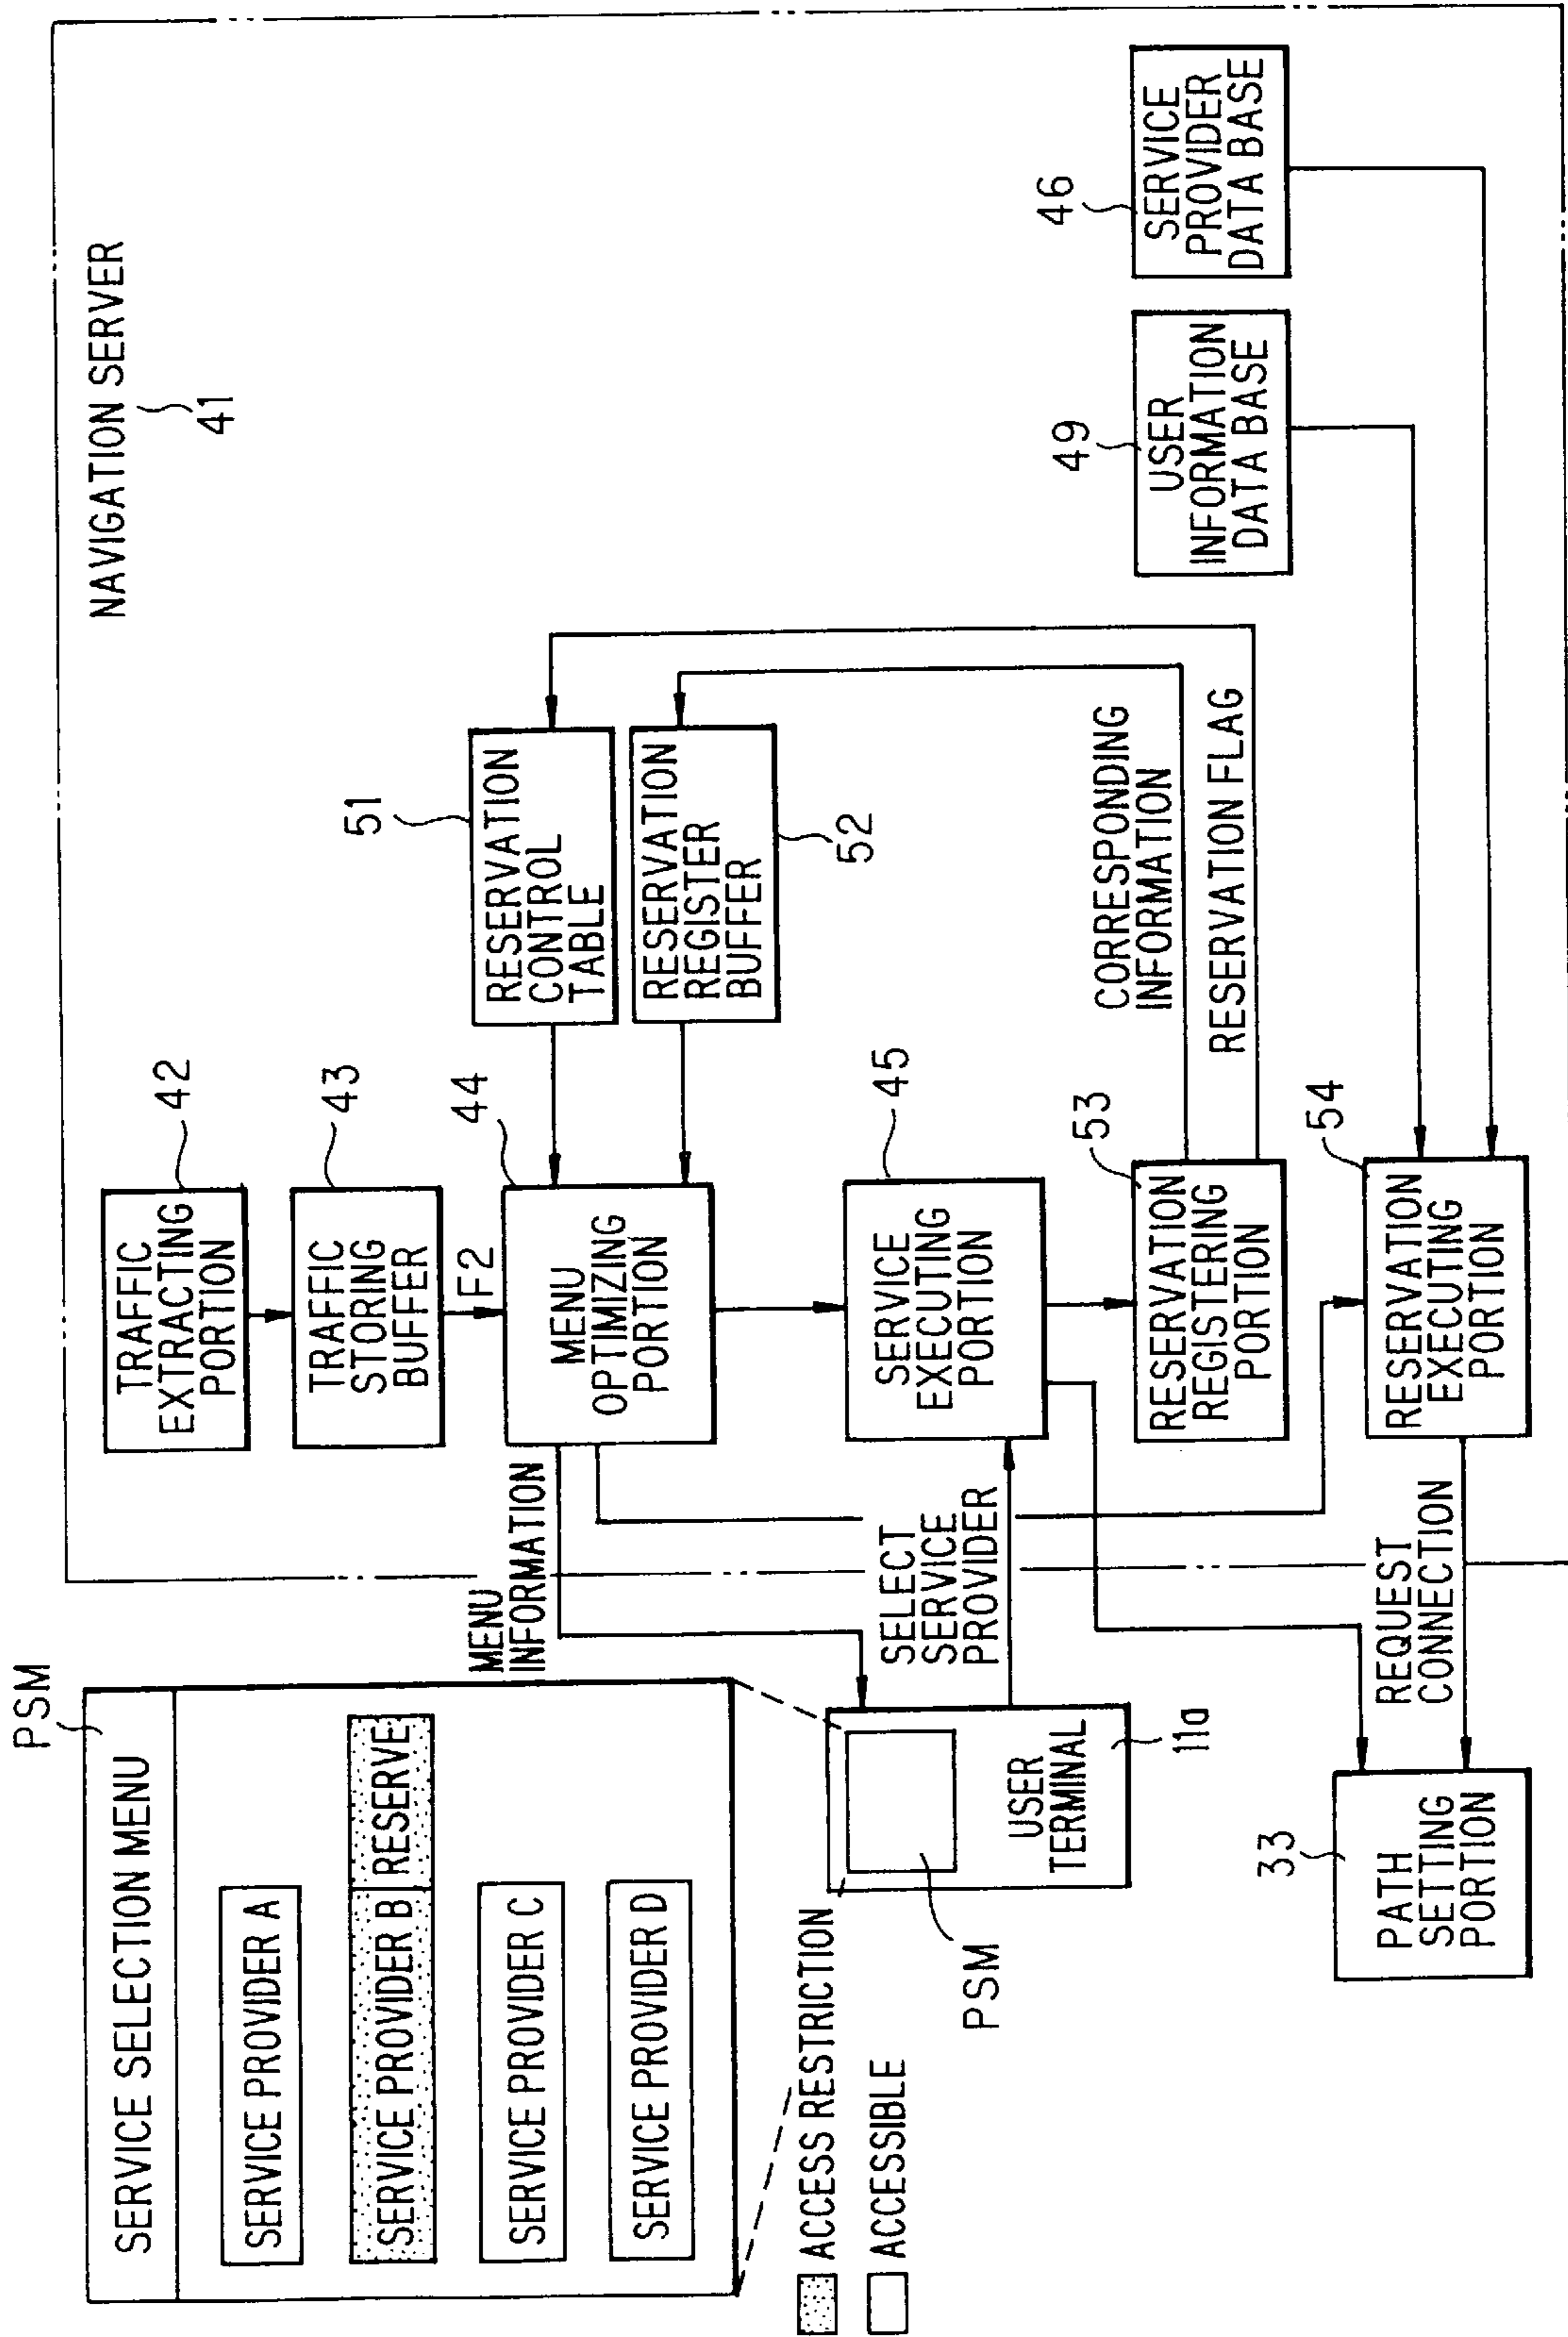 NAVIGATION SERVER
41
TRAFFIC
EXTRACTING
PORTION
42
TRAFFIC
STORING
BUFFER
43
F2
MENU
OPTIMIZING
PORTION
44
RESERVATION
CONTROL
TABLE
51
RESERVATION
REGISTER
BUFFER
52
SERVICE
EXECUTING
PORTION
45
RESERVATION
REGISTERING
PORTION
53
CORRESPONDING
INFORMATION
RESERVATION FLAG
RESERVATION
EXECUTING
PORTION
54
USER
INFORMATION
DATA BASE
49
SERVICE
PROVIDER
DATA BASE
46
PSM
SERVICE SELECTION MENU
SERVICE PROVIDER A
SERVICE PROVIDER B
RESERVE
SERVICE PROVIDER C
SERVICE PROVIDER D
ACCESS RESTRICTION
ACCESSIBLE
MENU
INFORMATION
SELECT
SERVICE
PROVIDER
USER
TERMINAL
11a
PSM
REQUEST
CONNECTION
PATH
SETTING
PORTION
33